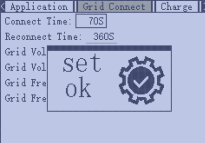 Application Grid Connect Charge
Connect Time: 70S
Reconnect Time: 360S
Grid Vol
Grid Vol
Grid Fre
Grid Fre
set
ok